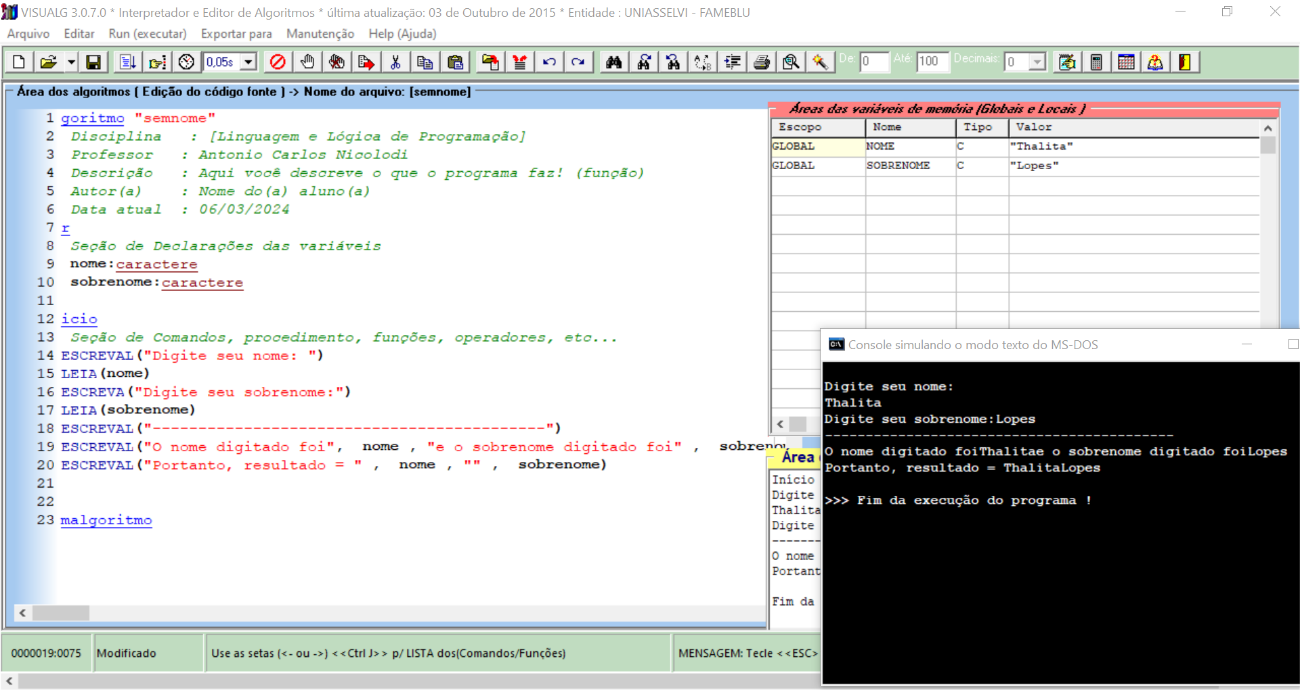 VISUALG 3.0.7.0 * Interpretador e Editor de Algoritmos * última atualização: 03 de Outubro de 2015 * Entidade : UNIASSELVI - FAMEBLU
Arquivo Editar Run (executar) Exportar para Manutenção Help (Ajuda)
0,05s De: 0 Até: 100 Decimais: 0
Área dos algoritmos ( Edição do código fonte ) -> Nome do arquivo: [semnome]
1 goritmo "semnome"
2 Disciplina : [Linguagem e Lógica de Programação]
3 Professor : Antonio Carlos Nicolodi
4 Descrição : Aqui você descreve o que o programa faz! (função)
5 Autor(a) : Nome do(a) aluno(a)
6 Data atual : 06/03/2024
7 r
8 Seção de Declarações das variáveis
9 nome:caractere
10 sobrenome:caractere
11
12 icio
13 Seção de Comandos, procedimento, funções, operadores, etc...
14 ESCREVAL("Digite seu nome: ")
15 LEIA(nome)
16 ESCREVA("Digite seu sobrenome:")
17 LEIA(sobrenome)
18 ESCREVAL("-------------------------------------------")
19 ESCREVAL("O nome digitado foi", nome , "e o sobrenome digitado foi" , sobrenom
20 ESCREVAL("Portanto, resultado = " , nome , "" , sobrenome)
21
22
23 malgoritmo
Áreas das variáveis de memória (Globais e Locais )
Escopo Nome Tipo Valor
GLOBAL NOME C "Thalita"
GLOBAL SOBRENOME C "Lopes"
Área
Início
Digite
Thalita
Digite
------
O nome
Portant
Fim da
Console simulando o modo texto do MS-DOS
Digite seu nome:
Thalita
Digite seu sobrenome:Lopes
-------------------------------------------
O nome digitado foiThalitae o sobrenome digitado foiLopes
Portanto, resultado = ThalitaLopes
>>> Fim da execução do programa !
0000019:0075 Modificado Use as setas (<- ou ->) <<Ctrl J>> p/ LISTA dos(Comandos/Funções) MENSAGEM: Tecle <<ESC>